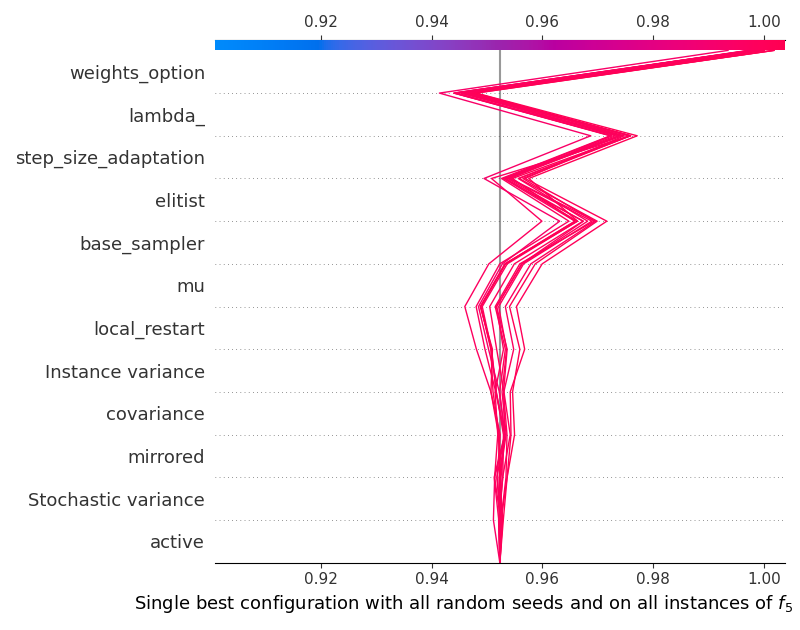 0.92 0.94 0.96 0.98 1.00
weights_option
lambda_
step_size_adaptation
elitist
base_sampler
mu
local_restart
Instance variance
covariance
mirrored
Stochastic variance
active
0.92 0.94 0.96 0.98 1.00
Single best configuration with all random seeds and on all instances of f5